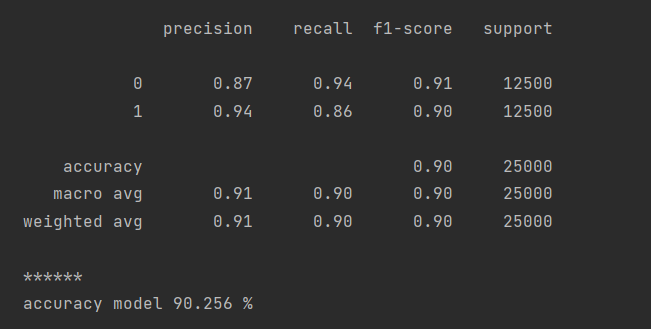 precision recall f1-score support
0 0.87 0.94 0.91 12500
1 0.94 0.86 0.90 12500
accuracy 0.90 25000
macro avg 0.91 0.90 0.90 25000
weighted avg 0.91 0.90 0.90 25000
******
accuracy model 90.256 %